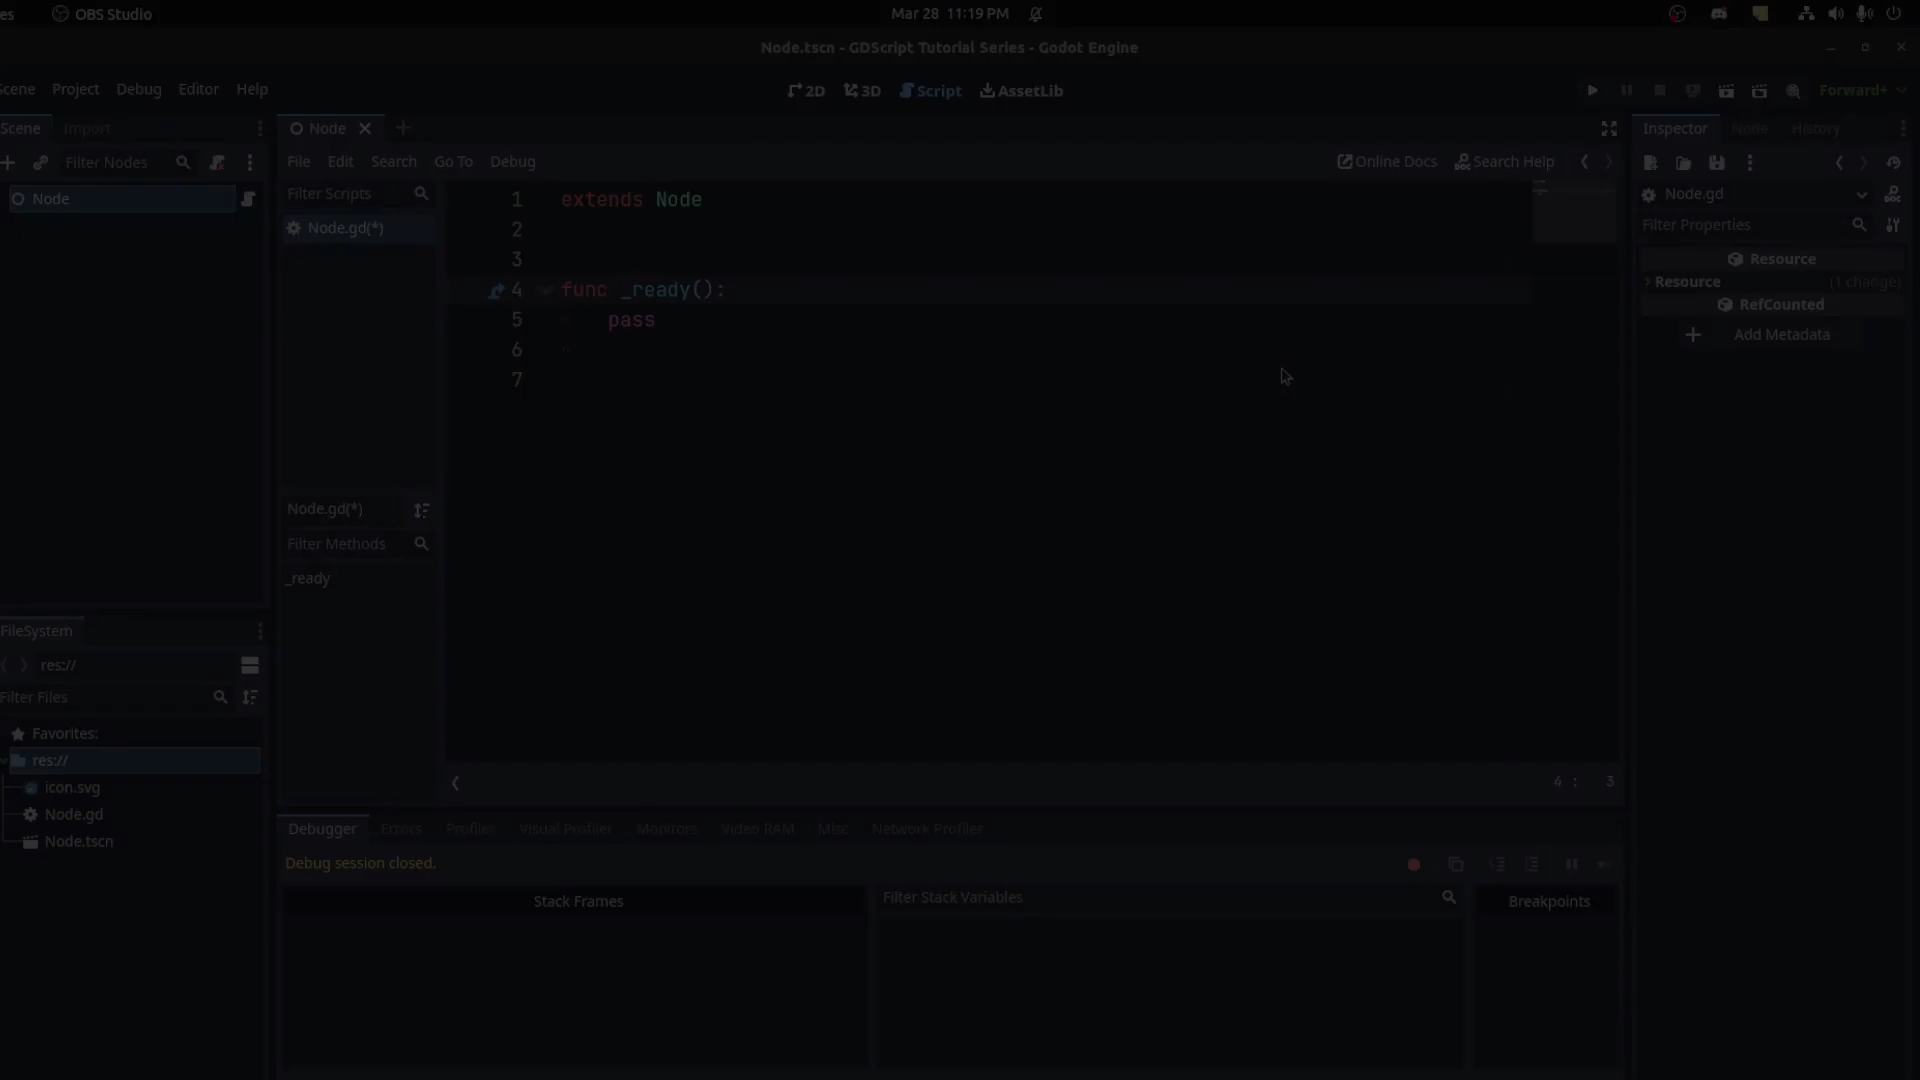 es OBS Studio Mar 28 11:19 PM
Node.tscn - GDScript Tutorial Series - Godot Engine
Scene Project Debug Editor Help 2D 3D Script AssetLib Forward+
Scene Import Node Inspector Node History
Filter Nodes File Edit Search Go To Debug Online Docs Search Help
Node Filter Scripts Node.gd
Node.gd(*) Filter Properties
1 extends Node
2
3
4 func _ready():
5 pass
6
7
Resource
Resource (1 change)
RefCounted
Add Metadata
Node.gd(*)
Filter Methods
_ready
FileSystem
res://
Filter Files
Favorites:
res://
icon.svg
Node.gd
Node.tscn
4 : 3
Debugger Errors Profiler Visual Profiler Monitors Video RAM Misc Network Profiler
Debug session closed.
Stack Frames Filter Stack Variables Breakpoints